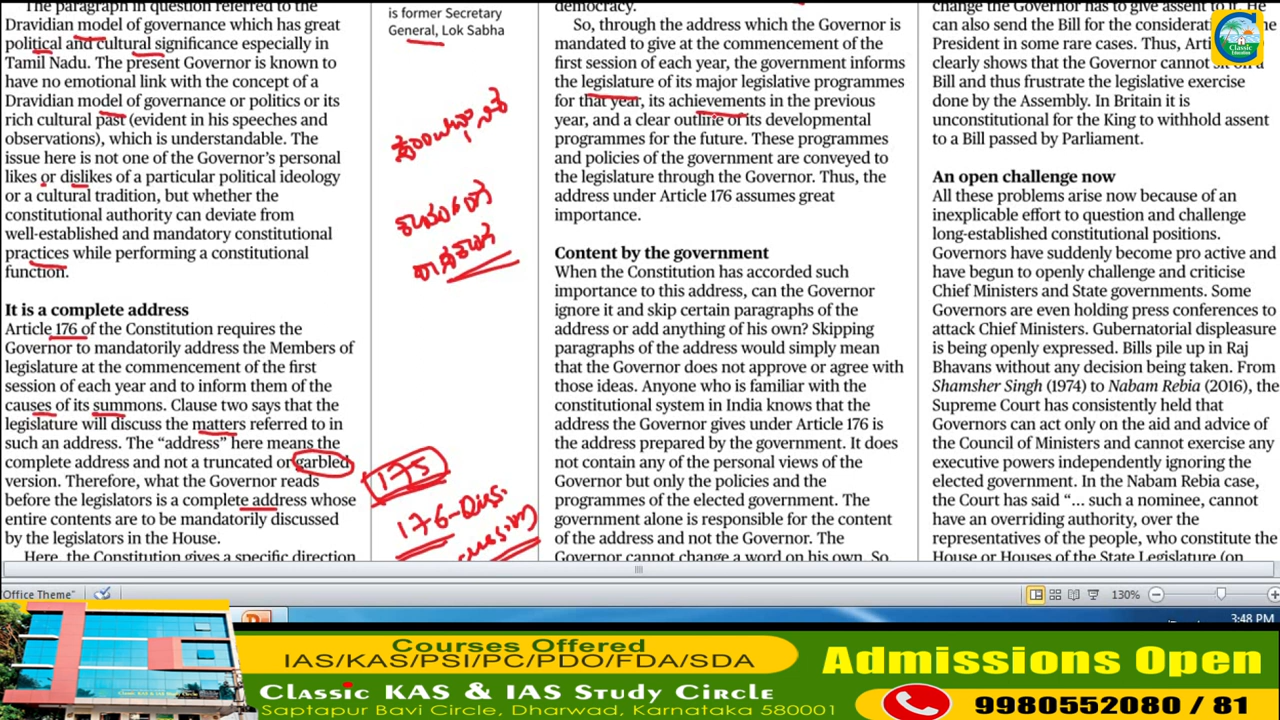 The paragraph in question referred to the
Dravidian model of governance which has great
political and cultural significance especially in
Tamil Nadu. The present Governor is known to
have no emotional link with the concept of a
Dravidian model of governance or politics or its
rich cultural past (evident in his speeches and
observations), which is understandable. The
issue here is not one of the Governor's personal
likes or dislikes of a particular political ideology
or a cultural tradition, but whether the
constitutional authority can deviate from
well-established and mandatory constitutional
practices while performing a constitutional
function.
It is a complete address
Article 176 of the Constitution requires the
Governor to mandatorily address the Members of
legislature at the commencement of the first
session of each year and to inform them of the
causes of its summons. Clause two says that the
legislature will discuss the matters referred to in
such an address. The “address” here means the
complete address and not a truncated or garbled
version. Therefore, what the Governor reads
before the legislators is a complete address whose
entire contents are to be mandatorily discussed
by the legislators in the House.
Here, the Constitution gives a specific direction
is former Secretary
General, Lok Sabha
175
176-Discussion
democracy.
So, through the address which the Governor is
mandated to give at the commencement of the
first session of each year, the government informs
the legislature of its major legislative programmes
for that year, its achievements in the previous
year, and a clear outline of its developmental
programmes for the future. These programmes
and policies of the government are conveyed to
the legislature through the Governor. Thus, the
address under Article 176 assumes great
importance.
Content by the government
When the Constitution has accorded such
importance to this address, can the Governor
ignore it and skip certain paragraphs of the
address or add anything of his own? Skipping
paragraphs of the address would simply mean
that the Governor does not approve or agree with
those ideas. Anyone who is familiar with the
constitutional system in India knows that the
address the Governor gives under Article 176 is
the address prepared by the government. It does
not contain any of the personal views of the
Governor but only the policies and the
programmes of the elected government. The
government alone is responsible for the content
of the address and not the Governor. The
Governor cannot change a word on his own. So
change the Governor has to give assent to it. He
can also send the Bill for the consideration
President in some rare cases. Thus,
clearly shows that the Governor cannot sit on a
Bill and thus frustrate the legislative exercise
done by the Assembly. In Britain it is
unconstitutional for the King to withhold assent
to a Bill passed by Parliament.
An open challenge now
All these problems arise now because of an
inexplicable effort to question and challenge
long-established constitutional positions.
Governors have suddenly become pro active and
have begun to openly challenge and criticise
Chief Ministers and State governments. Some
Governors are even holding press conferences to
attack Chief Ministers. Gubernatorial displeasure
is being openly expressed. Bills pile up in Raj
Bhavans without any decision being taken. From
Shamsher Singh (1974) to Nabam Rebia (2016), the
Supreme Court has consistently held that
Governors can act only on the aid and advice of
the Council of Ministers and cannot exercise any
executive powers independently ignoring the
elected government. In the Nabam Rebia case,
the Court has said “... such a nominee, cannot
have an overriding authority, over the
representatives of the people, who constitute the
House or Houses of the State Legislature (on
Classic
Education
Office Theme"
130%
3:48 PM
Courses Offered
IAS/KAS/PSI/PC/PDO/FDA/SDA
Classic KAS & IAS Study Circle
Saptapur Bavi Circle, Dharwad, Karnataka 580001
Admissions Open
9980552080 / 81